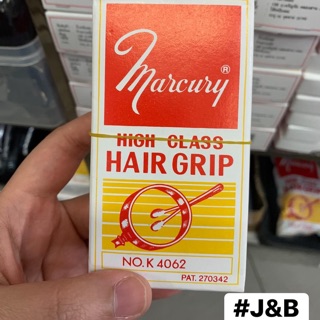 Marcury ®
HIGH CLASS
HAIR GRIP
NO. K 4062
PAT. 270342
#J&B